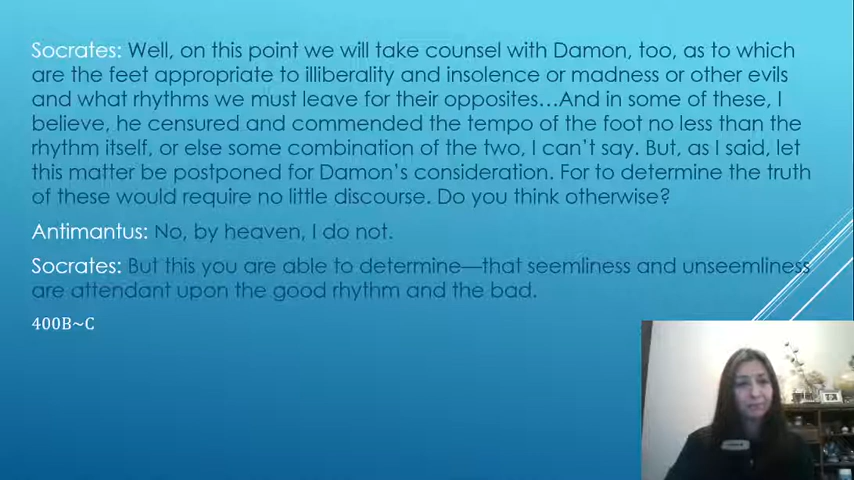 Socrates: Well, on this point we will take counsel with Damon, too, as to which
are the feet appropriate to illiberality and insolence or madness or other evils
and what rhythms we must leave for their opposites…And in some of these, I
believe, he censured and commended the tempo of the foot no less than the
rhythm itself, or else some combination of the two, I can’t say. But, as I said, let
this matter be postponed for Damon’s consideration. For to determine the truth
of these would require no little discourse. Do you think otherwise?
Antimantus: No, by heaven, I do not.
Socrates: But this you are able to determine—that seemliness and unseemliness
are attendant upon the good rhythm and the bad.
400B~C